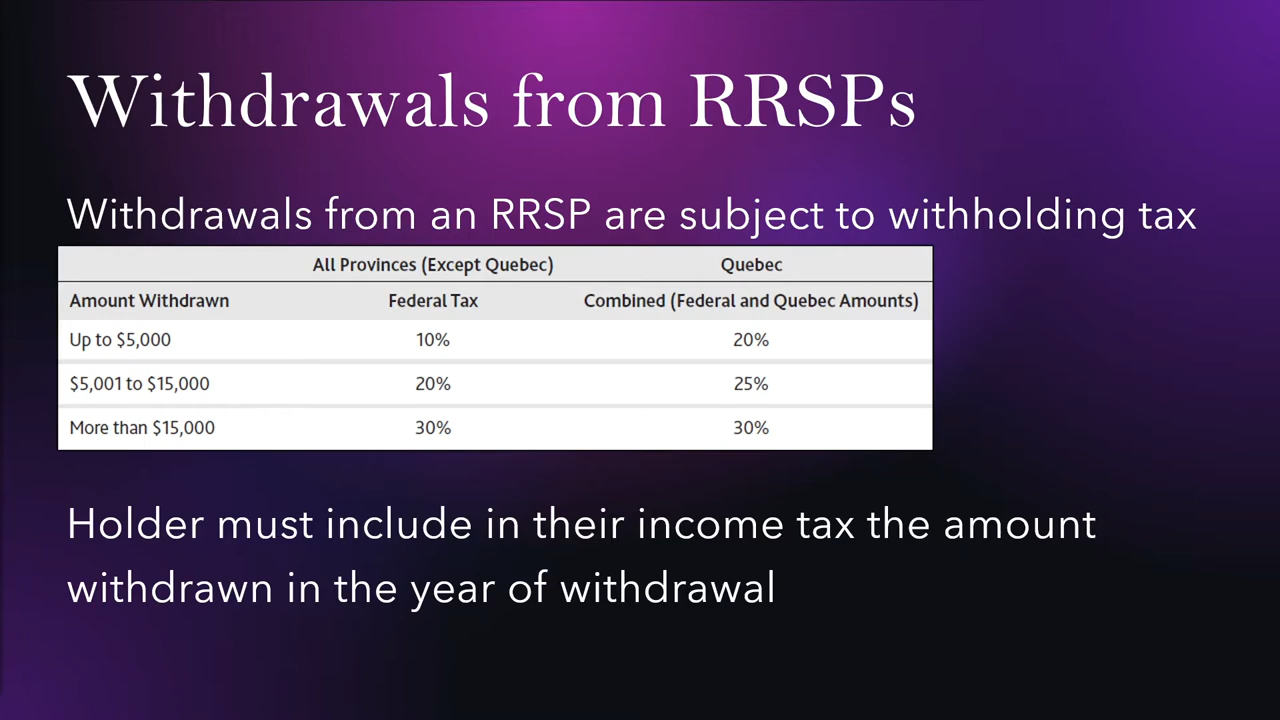 Withdrawals from RRSPs
Withdrawals from an RRSP are subject to withholding tax
All Provinces (Except Quebec) Quebec
Amount Withdrawn Federal Tax Combined (Federal and Quebec Amounts)
Up to $5,000 10% 20%
$5,001 to $15,000 20% 25%
More than $15,000 30% 30%
Holder must include in their income tax the amount
withdrawn in the year of withdrawal